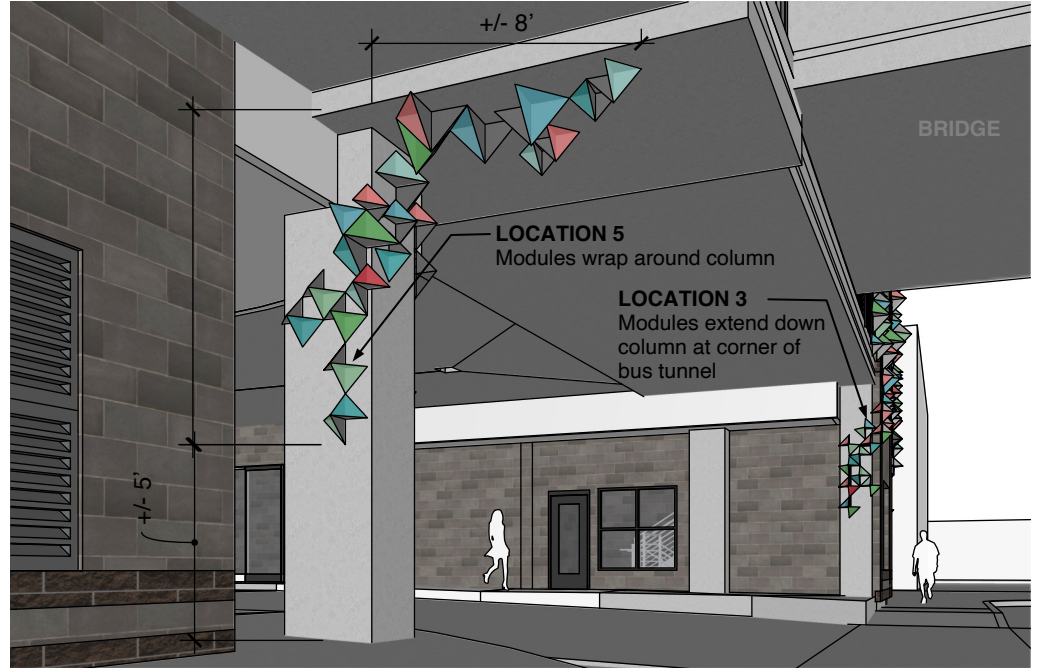 +/- 8’
BRIDGE
LOCATION 5
Modules wrap around column
LOCATION 3
Modules extend down
column at corner of
bus tunnel
+/- 5’